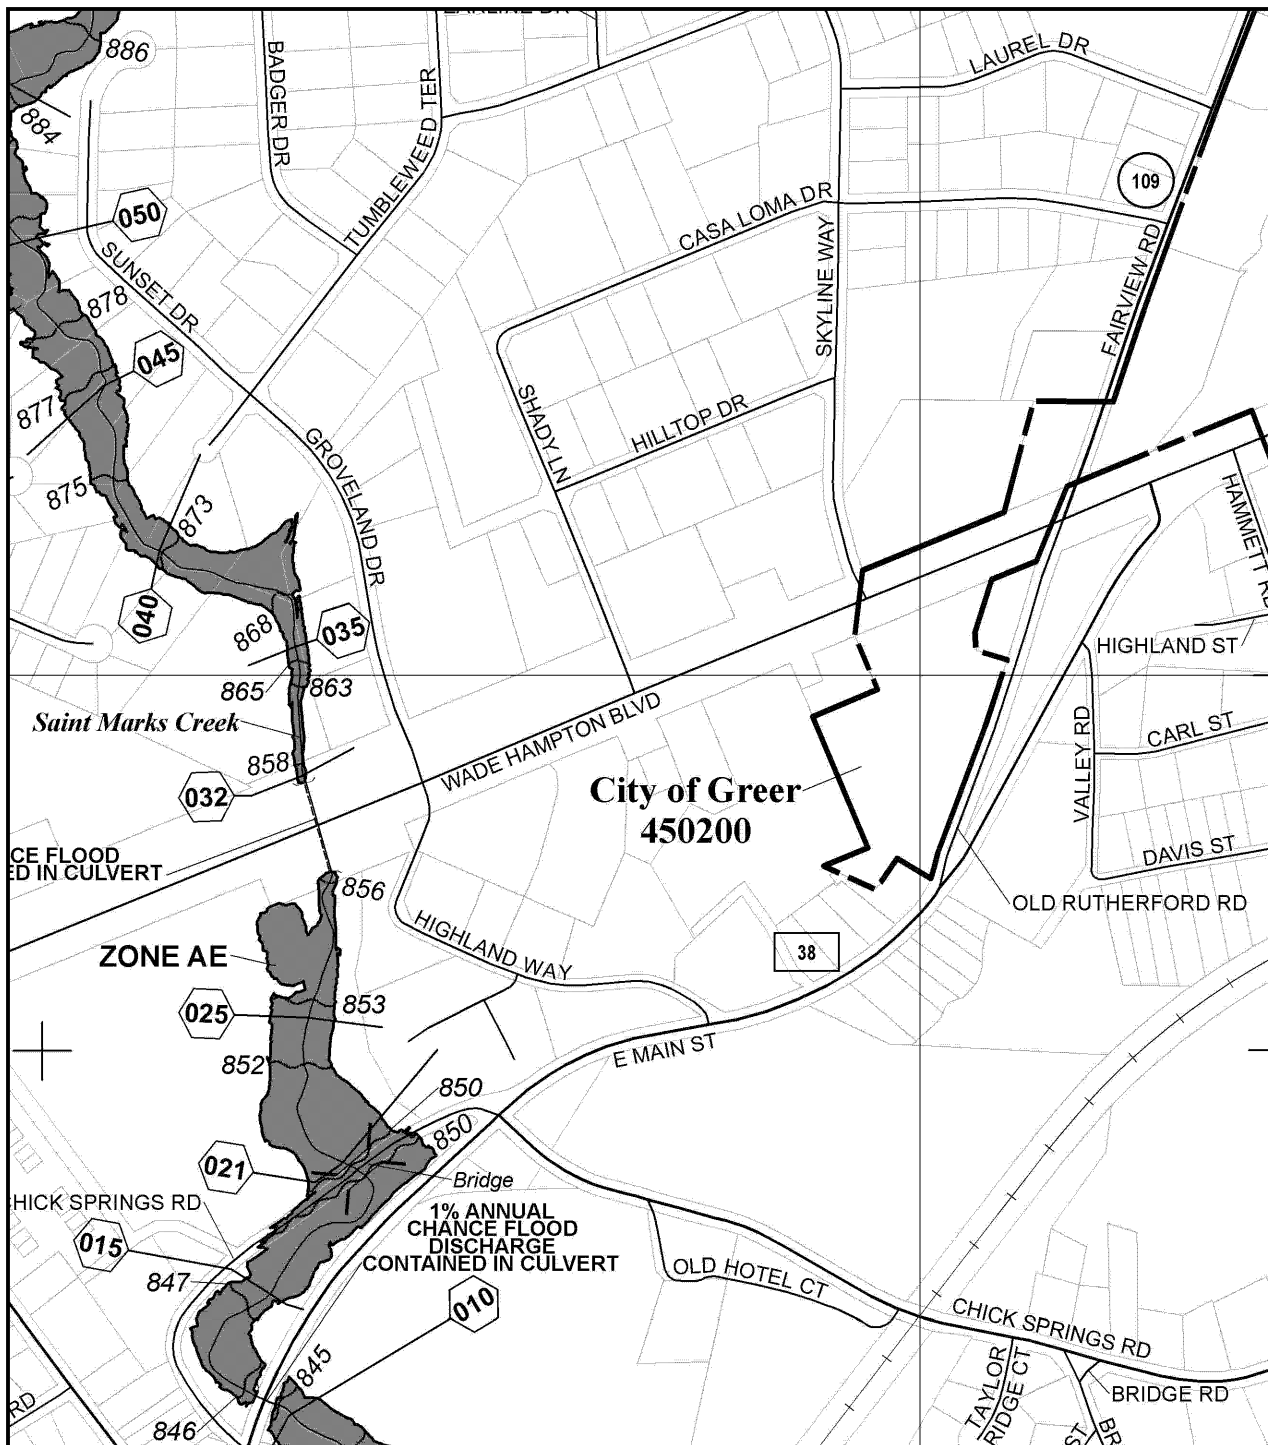 EARLINE DR
886
LAUREL DR
BADGER DR
TUMBLEWEED TER
884
109
050
CASA LOMA DR
SKYLINE WAY
FAIRVIEW RD
SUNSET DR
878
045
877
SHADY LN
HILLTOP DR
GROVELAND DR
875
873
HAMMETT RD
040
868
035
HIGHLAND ST
865
863
Saint Marks Creek
WADE HAMPTON BLVD
VALLEY RD
CARL ST
858
032
City of Greer
450200
CE FLOOD
ED IN CULVERT
DAVIS ST
856
OLD RUTHERFORD RD
HIGHLAND WAY
38
ZONE AE
853
025
E MAIN ST
852
850
850
021
Bridge
HICK SPRINGS RD
1% ANNUAL
CHANCE FLOOD
DISCHARGE
CONTAINED IN CULVERT
015
OLD HOTEL CT
847
010
CHICK SPRINGS RD
845
TAYLOR
RIDGE CT
BRIDGE RD
RD
846
ST
BR